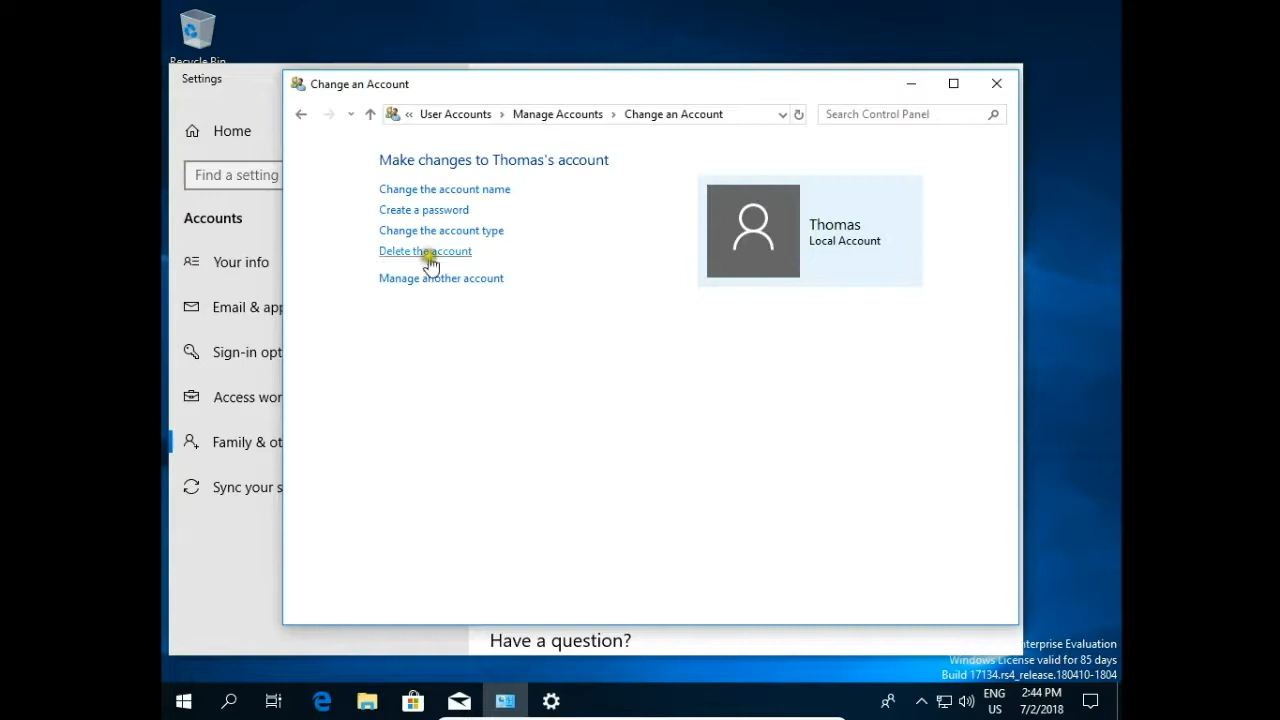 Recycle Bin
Settings
Home
Find a setting
Accounts
Your info
Email & app
Sign-in opt
Access wor
Family & ot
Sync your s
Change an Account
« User Accounts › Manage Accounts › Change an Account
Search Control Panel
Make changes to Thomas's account
Change the account name
Create a password
Change the account type
Delete the account
Manage another account
Thomas
Local Account
Have a question?
nterprise Evaluation
Windows License valid for 85 days
Build 17134.rs4_release.180410-1804
ENG
US
2:44 PM
7/2/2018